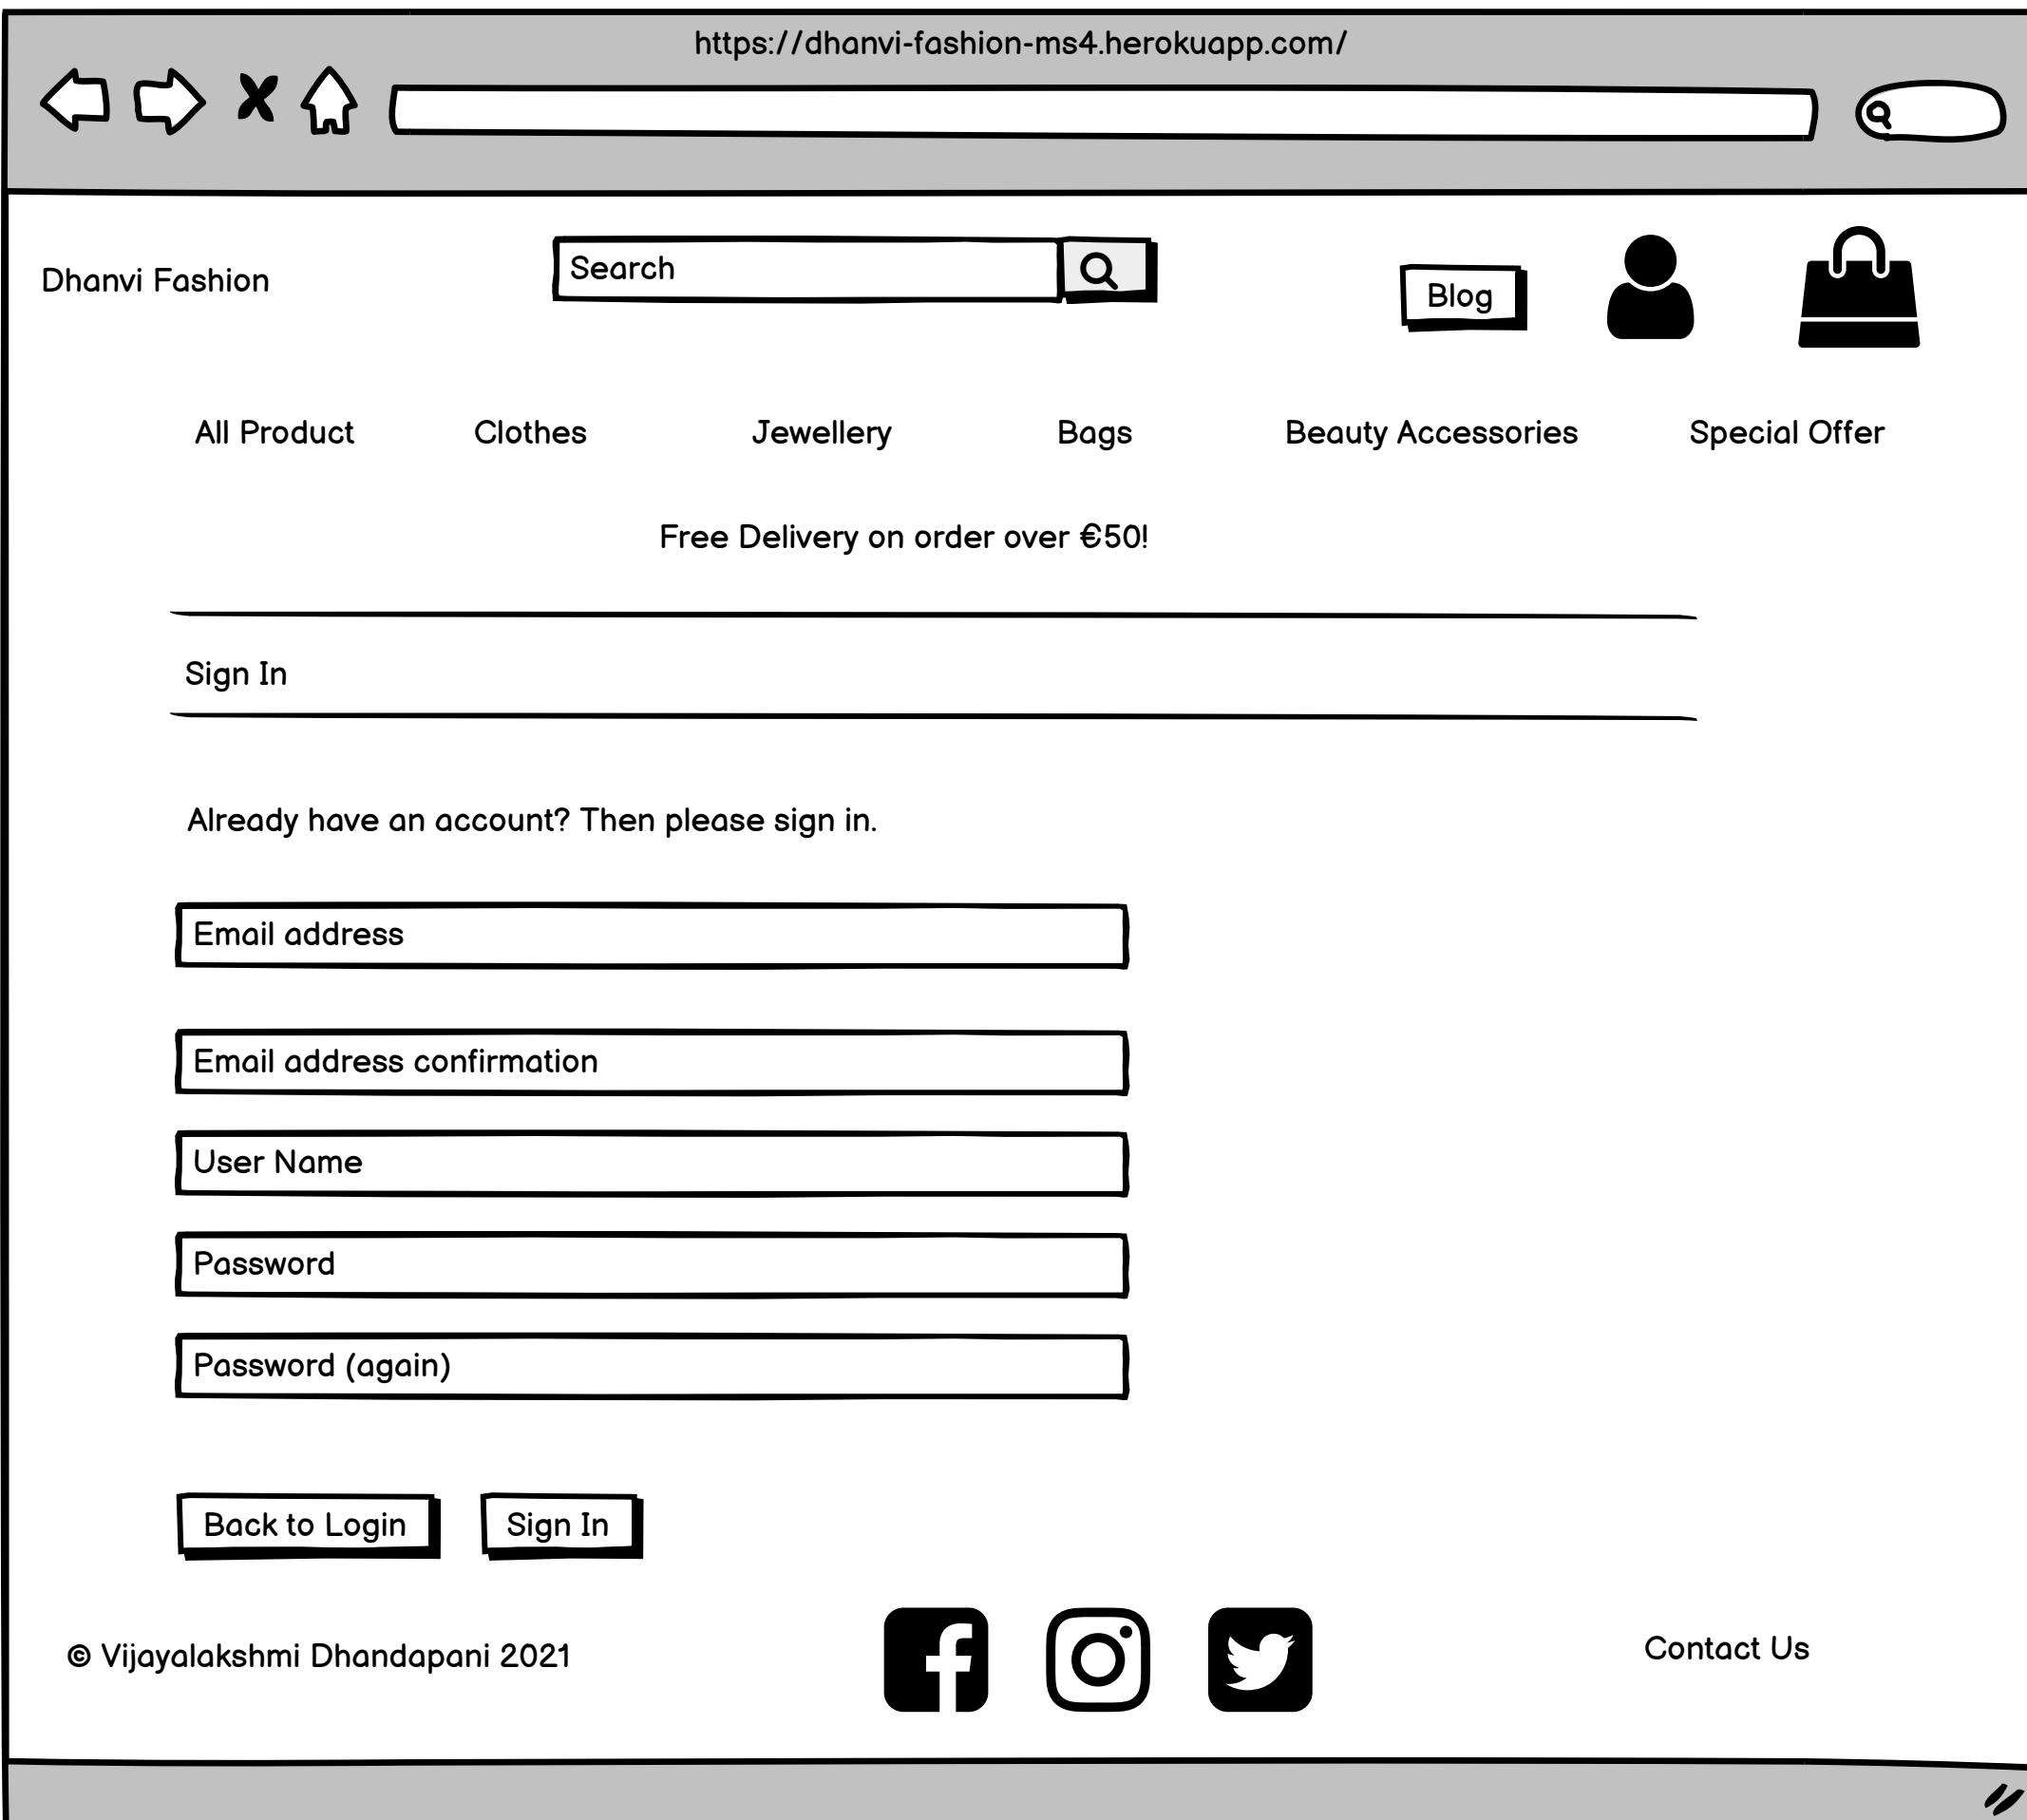 https://dhanvi-fashion-ms4.herokuapp.com/
Dhanvi Fashion
Search
Blog
All Product Clothes Jewellery Bags Beauty Accessories Special Offer
Free Delivery on order over €50!
Sign In
Already have an account? Then please sign in.
Email address
Email address confirmation
User Name
Password
Password (again)
Back to Login Sign In
© Vijayalakshmi Dhandapani 2021
Contact Us